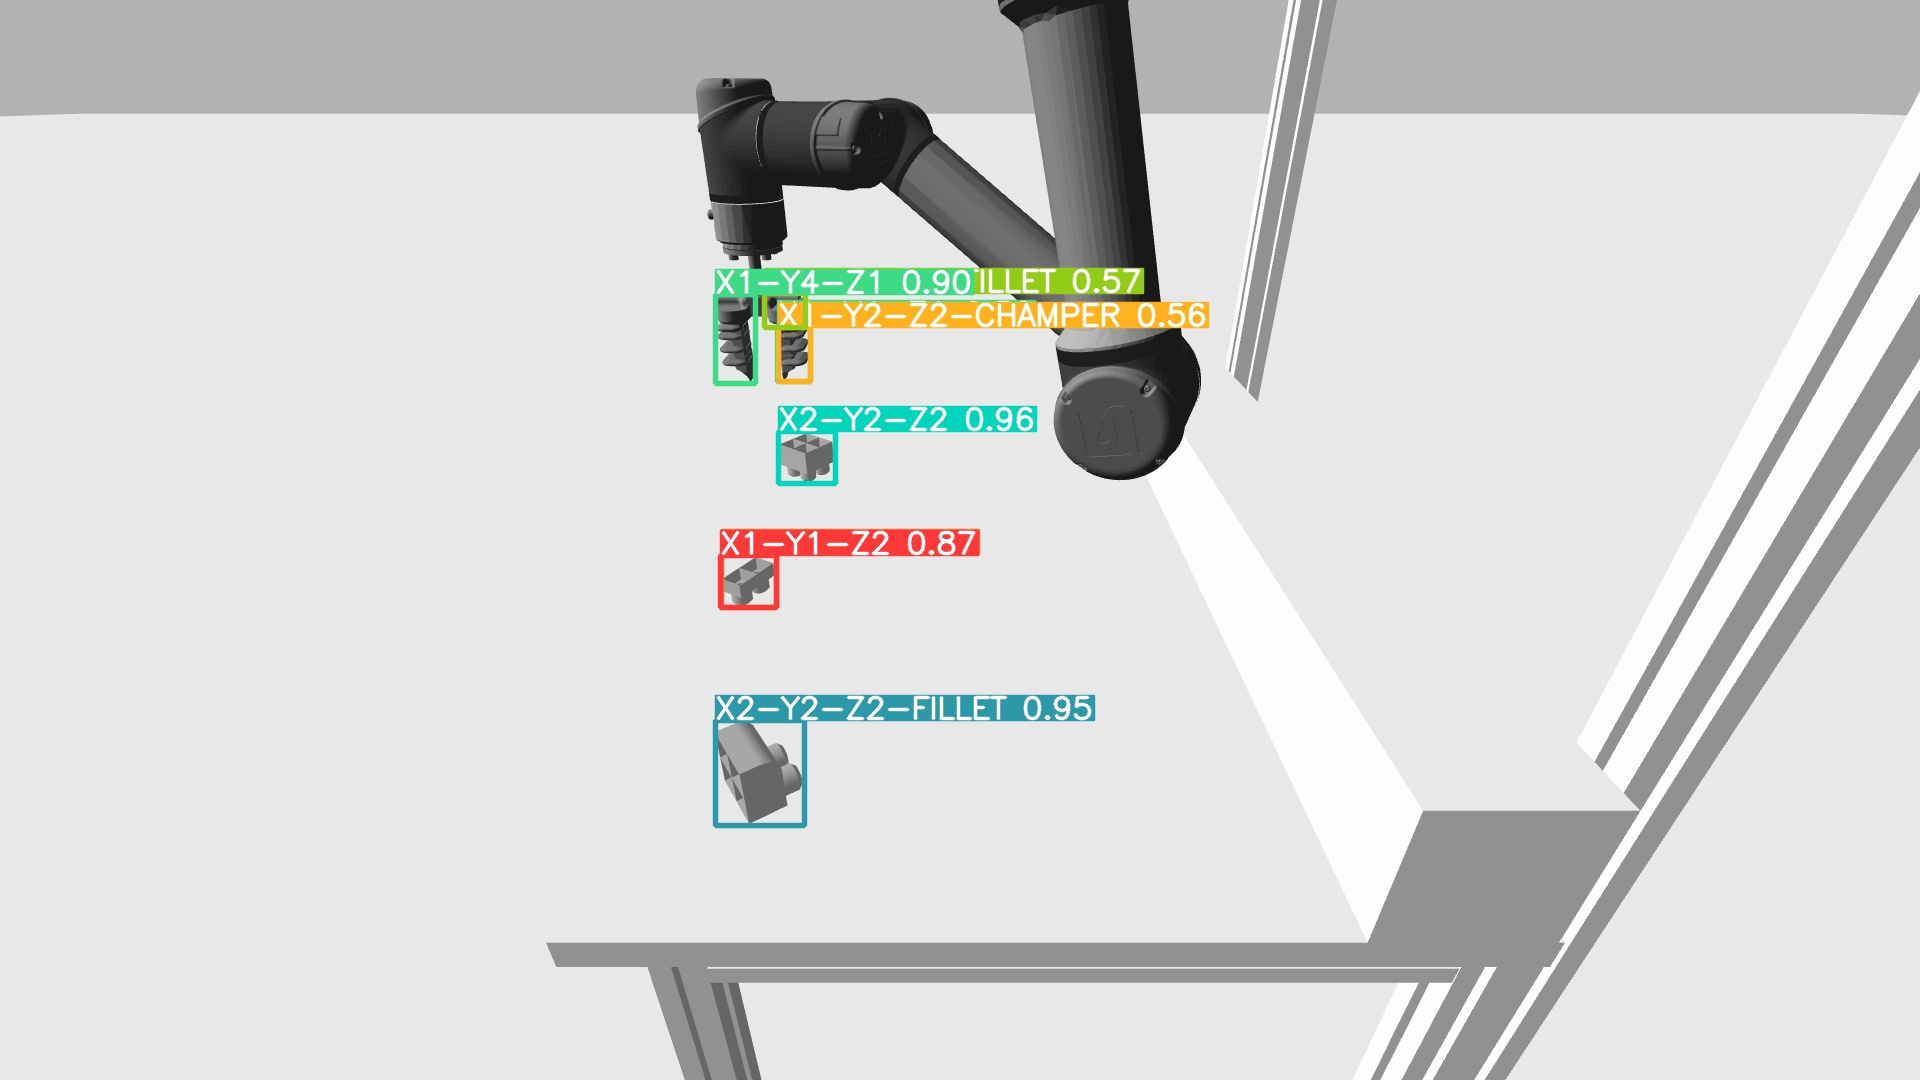 X1-Y4-Z1 0.90
ILLET 0.57
X1-Y2-Z2-CHAMPER 0.56
X2-Y2-Z2 0.96
X1-Y1-Z2 0.87
X2-Y2-Z2-FILLET 0.95